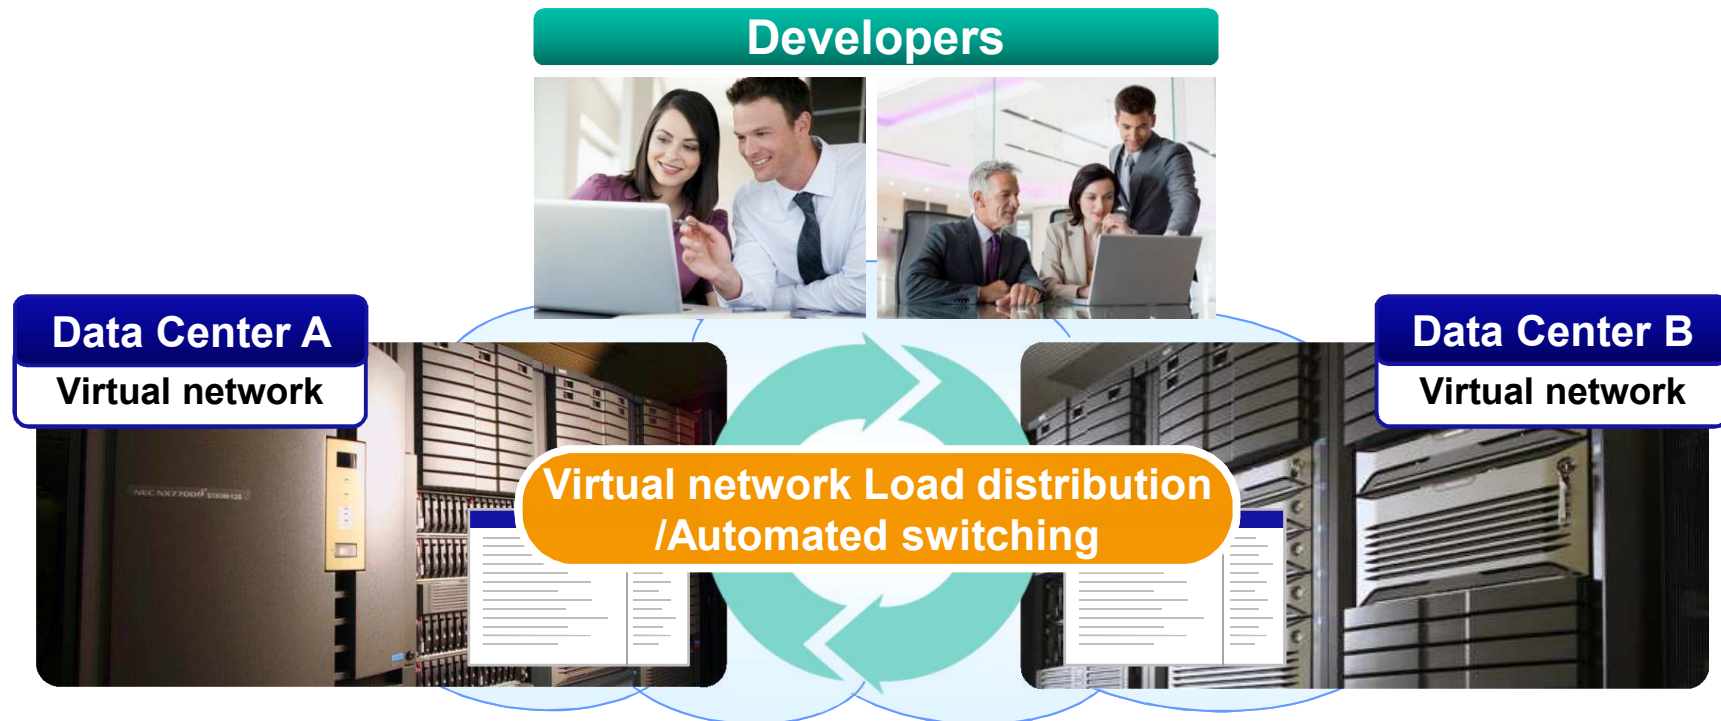 Developers
Data Center A
Virtual network
Data Center B
Virtual network
Virtual network Load distribution
/Automated switching